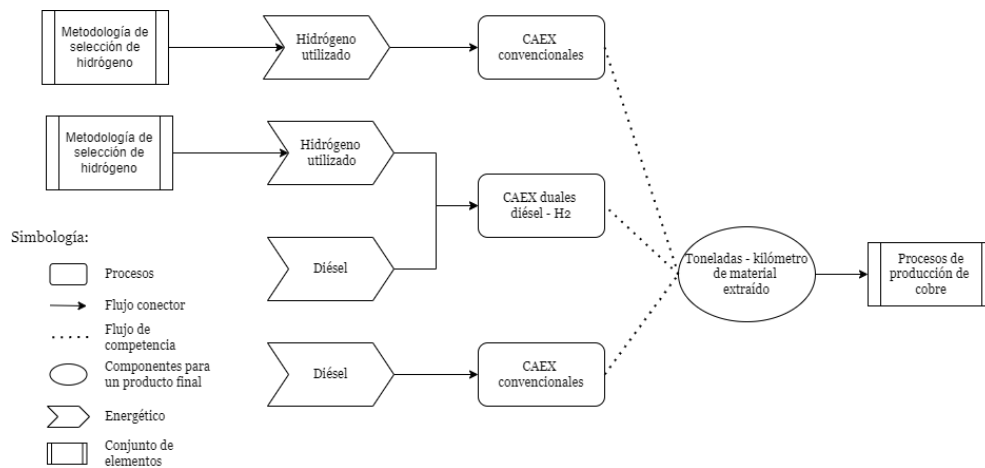 Metodología de
selección de
hidrógeno
Hidrógeno
utilizado
CAEX
convencionales
Metodología de
selección de
hidrógeno
Hidrógeno
utilizado
CAEX duales
diésel - H2
Diésel
Toneladas - kilómetro
de material
extraído
Procesos de
producción de
cobre
Diésel
CAEX
convencionales
Simbología:
Procesos
Flujo conector
Flujo de
competencia
Componentes para
un producto final
Energético
Conjunto de
elementos